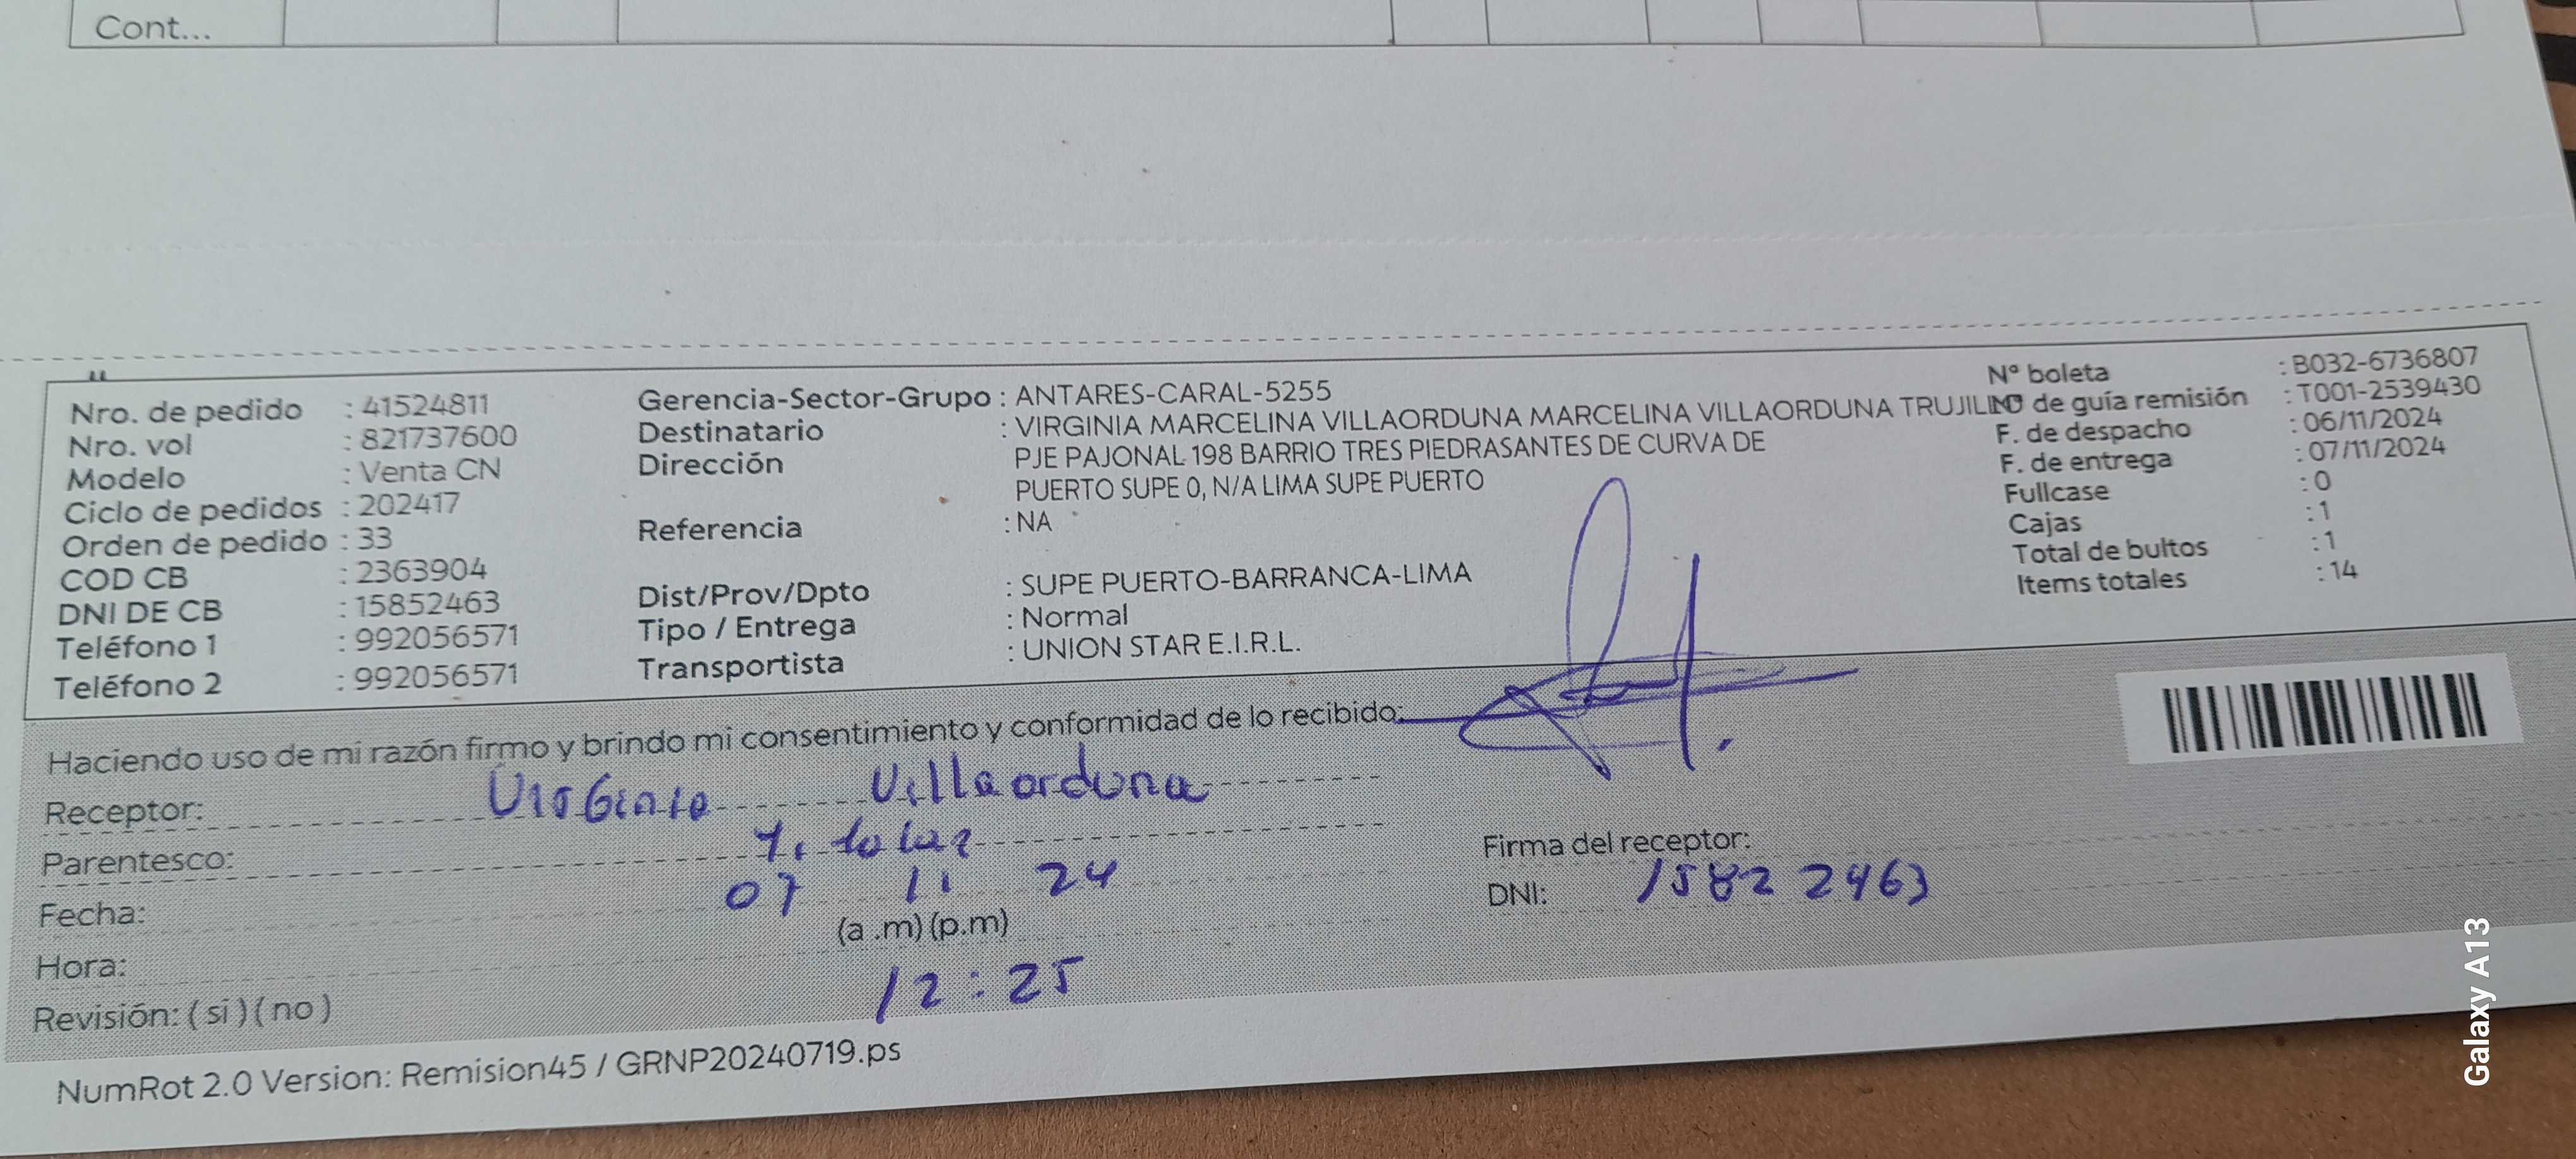 Cont...
Nro. de pedido : 41524811
Nro. vol : 821737600
Modelo : Venta CN
Ciclo de pedidos : 202417
Orden de pedido : 33
COD CB : 2363904
DNI DE CB : 15852463
Teléfono 1 : 992056571
Teléfono 2 : 992056571
Gerencia-Sector-Grupo : ANTARES-CARAL-5255
Destinatario : VIRGINIA MARCELINA VILLAORDUNA MARCELINA VILLAORDUNA TRUJILLO
Dirección PJE PAJONAL 198 BARRIO TRES PIEDRASANTES DE CURVA DE
PUERTO SUPE 0, N/A LIMA SUPE PUERTO
Referencia : NA
Dist/Prov/Dpto : SUPE PUERTO-BARRANCA-LIMA
Tipo / Entrega : Normal
Transportista : UNION STAR E.I.R.L.
N° boleta : B032-6736807
N° de guía remisión : T001-2539430
F. de despacho : 06/11/2024
F. de entrega : 07/11/2024
Fullcase : 0
Cajas : 1
Total de bultos : 1
Items totales : 14
Haciendo uso de mi razón firmo y brindo mi consentimiento y conformidad de lo recibido:
Receptor: Virginia Villaorduna
Parentesco: Titular
Fecha: 07 11 24
(a .m) (p.m)
Hora: 12:25
Revisión: ( si ) ( no )
Firma del receptor:
DNI: 1582 2463
NumRot 2.0 Version: Remision45 / GRNP20240719.ps
Galaxy A13